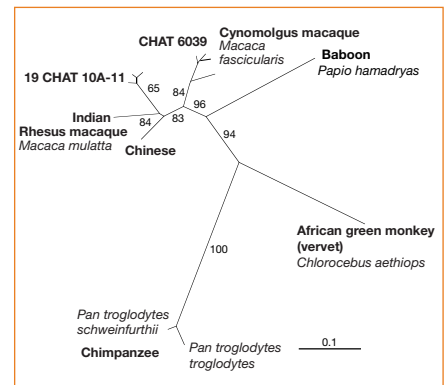 Cynomolgus macaque
Macaca
fascicularis
CHAT 6039
Baboon
Papio hamadryas
19 CHAT 10A-11
65
84
96
Indian
Rhesus macaque
Macaca mulatta
84
83
94
Chinese
African green monkey
(vervet)
Chlorocebus aethiops
100
Pan troglodytes
schweinfurthii
Chimpanzee
Pan troglodytes
troglodytes
0.1